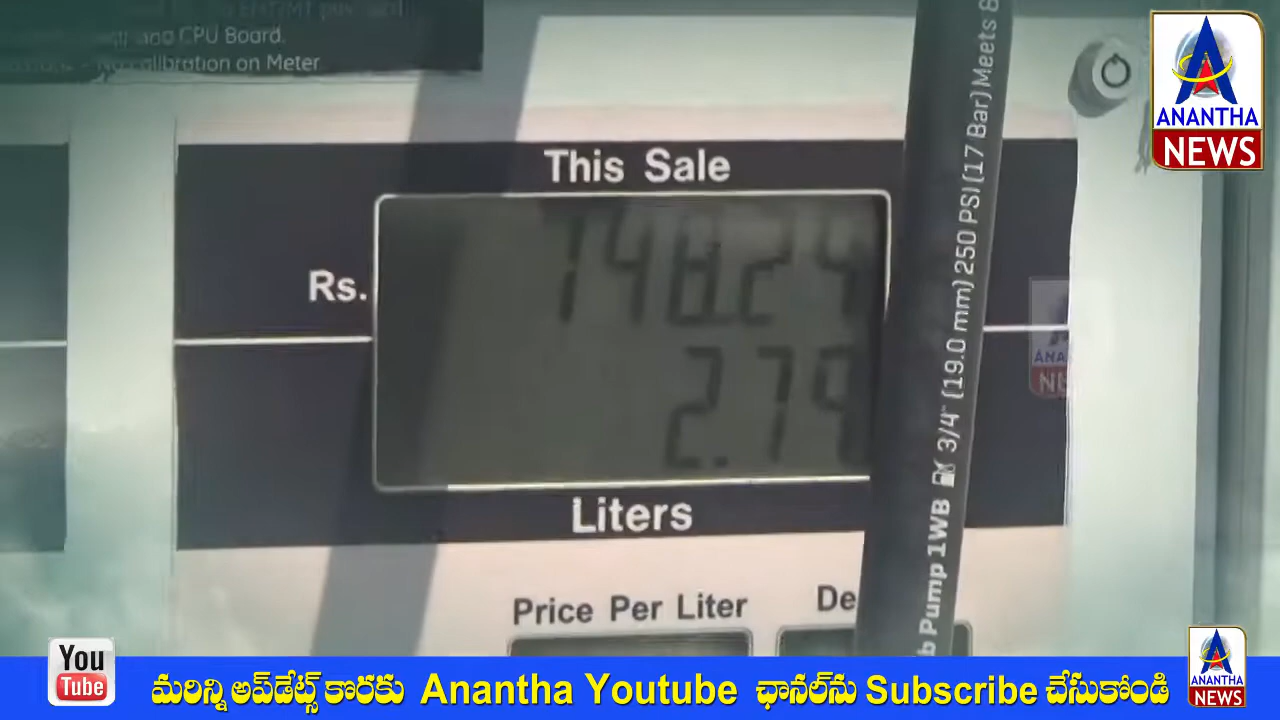 and CPU Board.
calibration on Meter
ANANTHA
NEWS
This Sale
Rs.
748.24
2.79
Liters
Price Per Liter
Pump 1WB 3/4" (19.0 mm) 250 PSI (17 Bar) Meets
You
Tube
మరిన్ని అప్‌డేట్స్ కొరకు Anantha Youtube ఛానల్‌ను Subscribe చేసుకోండి
ANANTHA
NEWS